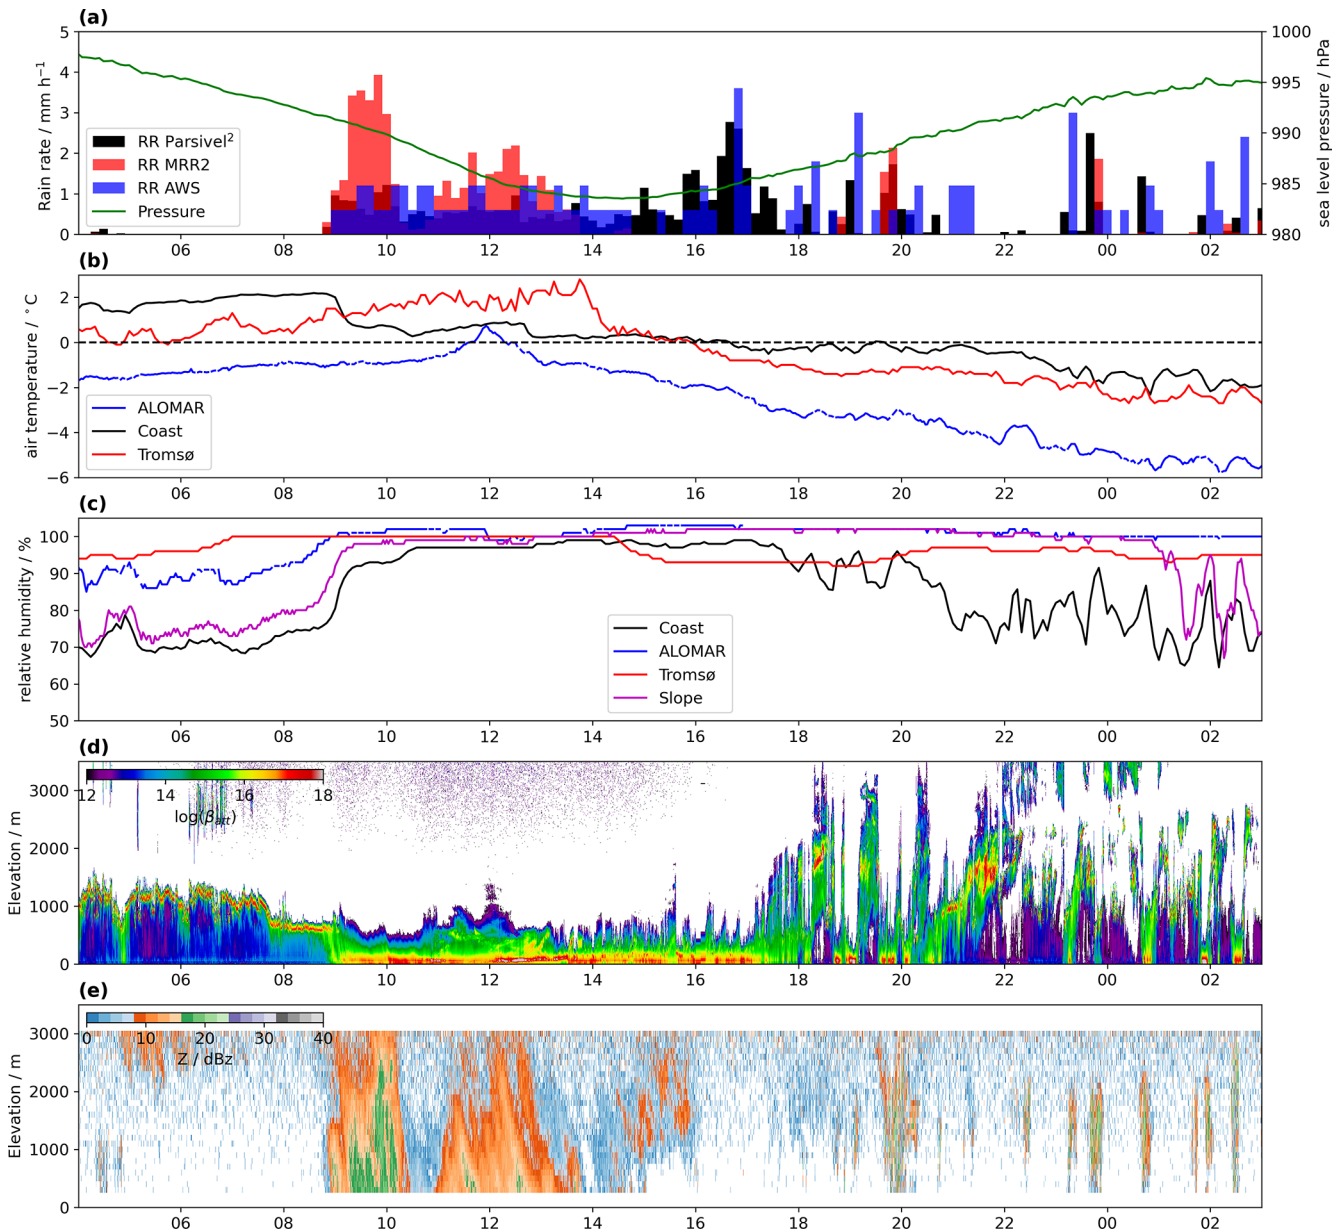 (a)
5
4
3
2
1
0
Rain rate / mm h⁻¹
RR Parsivel²
RR MRR2
RR AWS
Pressure
1000
995
990
985
980
sea level pressure / hPa
06 08 10 12 14 16 18 20 22 00 02
(b)
2
0
−2
−4
−6
air temperature / °C
ALOMAR
Coast
Tromsø
06 08 10 12 14 16 18 20 22 00 02
(c)
100
90
80
70
60
50
relative humidity / %
Coast
ALOMAR
Tromsø
Slope
06 08 10 12 14 16 18 20 22 00 02
(d)
3000
2000
1000
0
Elevation / m
12 14 16 18
log(βatt)
06 08 10 12 14 16 18 20 22 00 02
(e)
3000
2000
1000
0
Elevation / m
0 10 20 30 40
Z / dBz
06 08 10 12 14 16 18 20 22 00 02